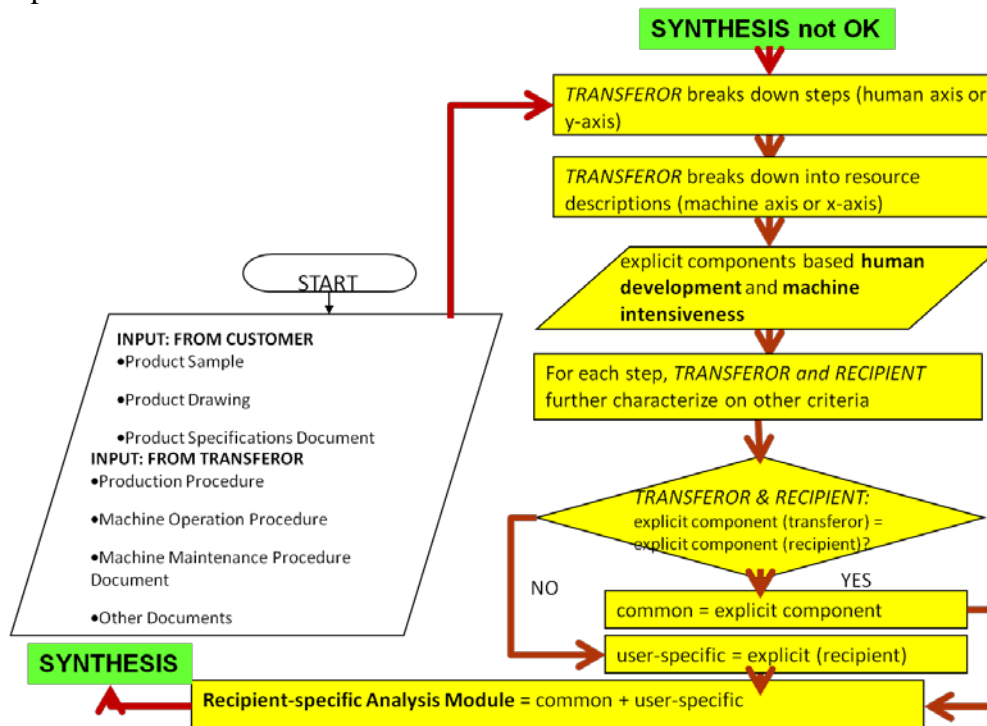 SYNTHESIS not OK
TRANSFEROR breaks down steps (human axis or
y-axis)
TRANSFEROR breaks down into resource
descriptions (machine axis or x-axis)
explicit components based human
development and machine
intensiveness
START
INPUT: FROM CUSTOMER
•Product Sample
•Product Drawing
•Product Specifications Document
INPUT: FROM TRANSFEROR
•Production Procedure
•Machine Operation Procedure
•Machine Maintenance Procedure
Document
•Other Documents
For each step, TRANSFEROR and RECIPIENT
further characterize on other criteria
TRANSFEROR & RECIPIENT:
explicit component (transferor) =
explicit component (recipient)?
NO
YES
common = explicit component
user-specific = explicit (recipient)
SYNTHESIS
Recipient-specific Analysis Module = common + user-specific